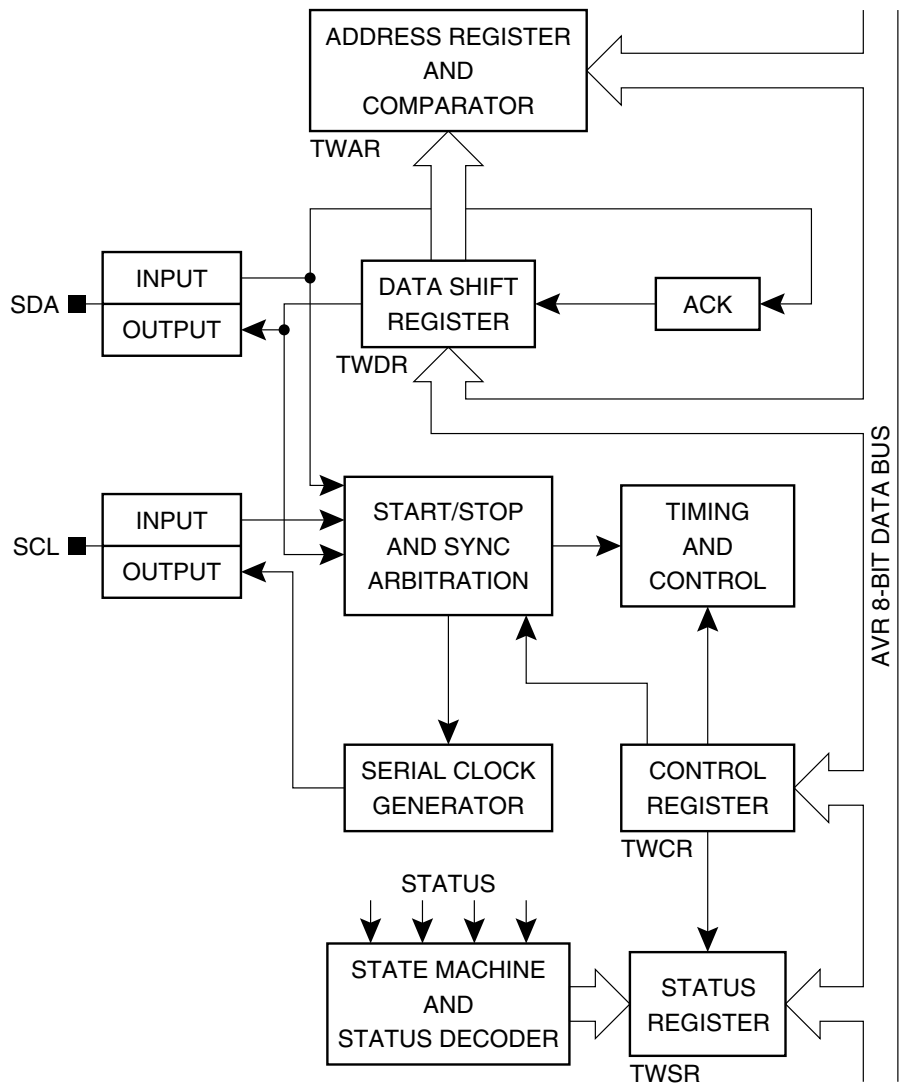 ADDRESS REGISTER
AND
COMPARATOR
TWAR
INPUT
SDA
OUTPUT
DATA SHIFT
REGISTER
TWDR
ACK
INPUT
SCL
OUTPUT
START/STOP
AND SYNC
ARBITRATION
TIMING
AND
CONTROL
AVR 8-BIT DATA BUS
SERIAL CLOCK
GENERATOR
CONTROL
REGISTER
TWCR
STATUS
STATE MACHINE
AND
STATUS DECODER
STATUS
REGISTER
TWSR